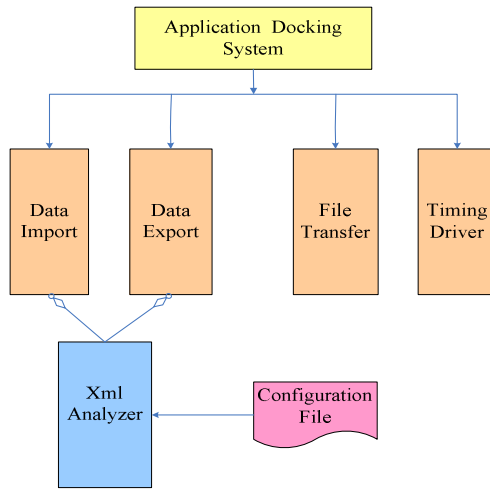 Application Docking
System
Data
Import
Data
Export
File
Transfer
Timing
Driver
Xml
Analyzer
Configuration
File